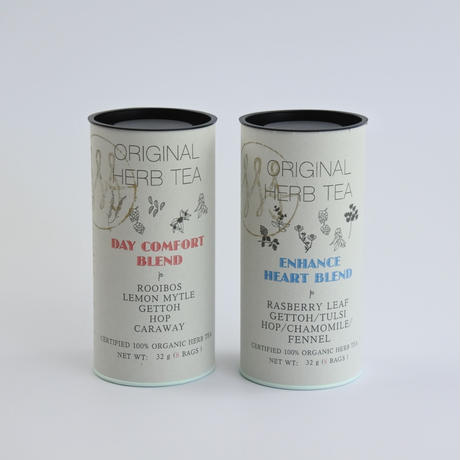 ORIGINAL
HERB TEA
DAY COMFORT
BLEND
ROOIBOS
LEMON MYTLE
GETTOH
HOP
CARAWAY
CERTIFIED 100% ORGANIC HERB TEA
NET WT: 32 g (8 BAGS)
ORIGINAL
HERB TEA
ENHANCE
HEART BLEND
RASBERRY LEAF
GETTOH/TULSI
HOP/CHAMOMILE/
FENNEL
CERTIFIED 100% ORGANIC HERB TEA
NET WT: 32 g (8 BAGS)